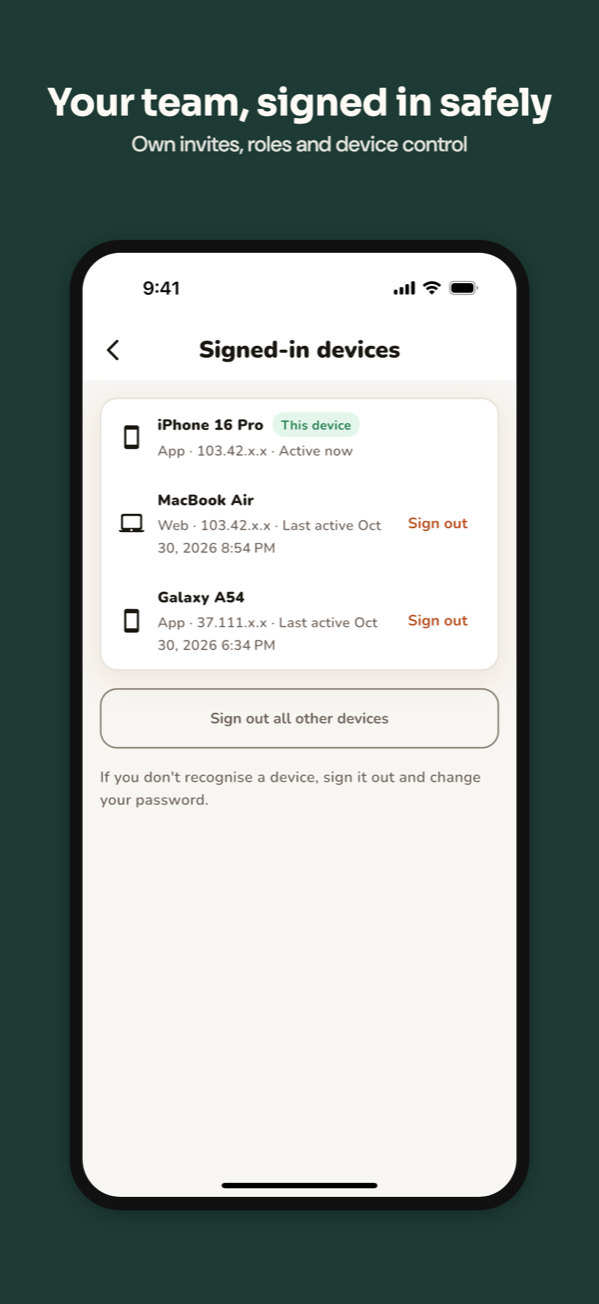 Your team, signed in safely
Own invites, roles and device control
9:41
Signed-in devices
iPhone 16 Pro This device
App · 103.42.x.x · Active now
MacBook Air
Web · 103.42.x.x · Last active Oct
30, 2026 8:54 PM
Sign out
Galaxy A54
App · 37.111.x.x · Last active Oct
30, 2026 6:34 PM
Sign out
Sign out all other devices
If you don't recognise a device, sign it out and change
your password.